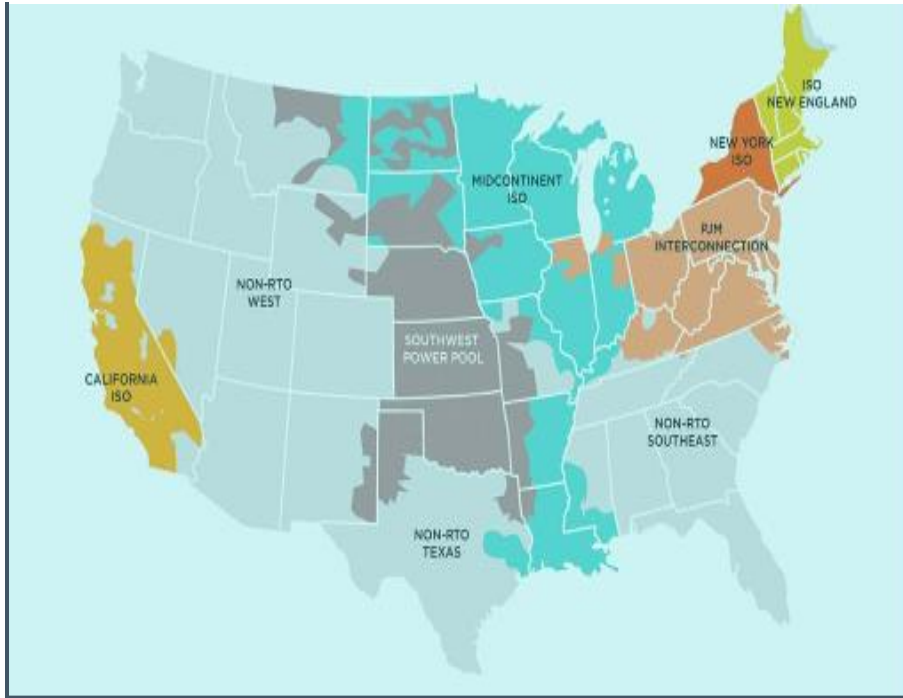 ISO
NEW ENGLAND
NEW YORK
ISO
MIDCONTINENT
ISO
PJM
INTERCONNECTION
NON-RTO
WEST
SOUTHWEST
POWER POOL
CALIFORNIA
ISO
NON-RTO
SOUTHEAST
NON-RTO
TEXAS